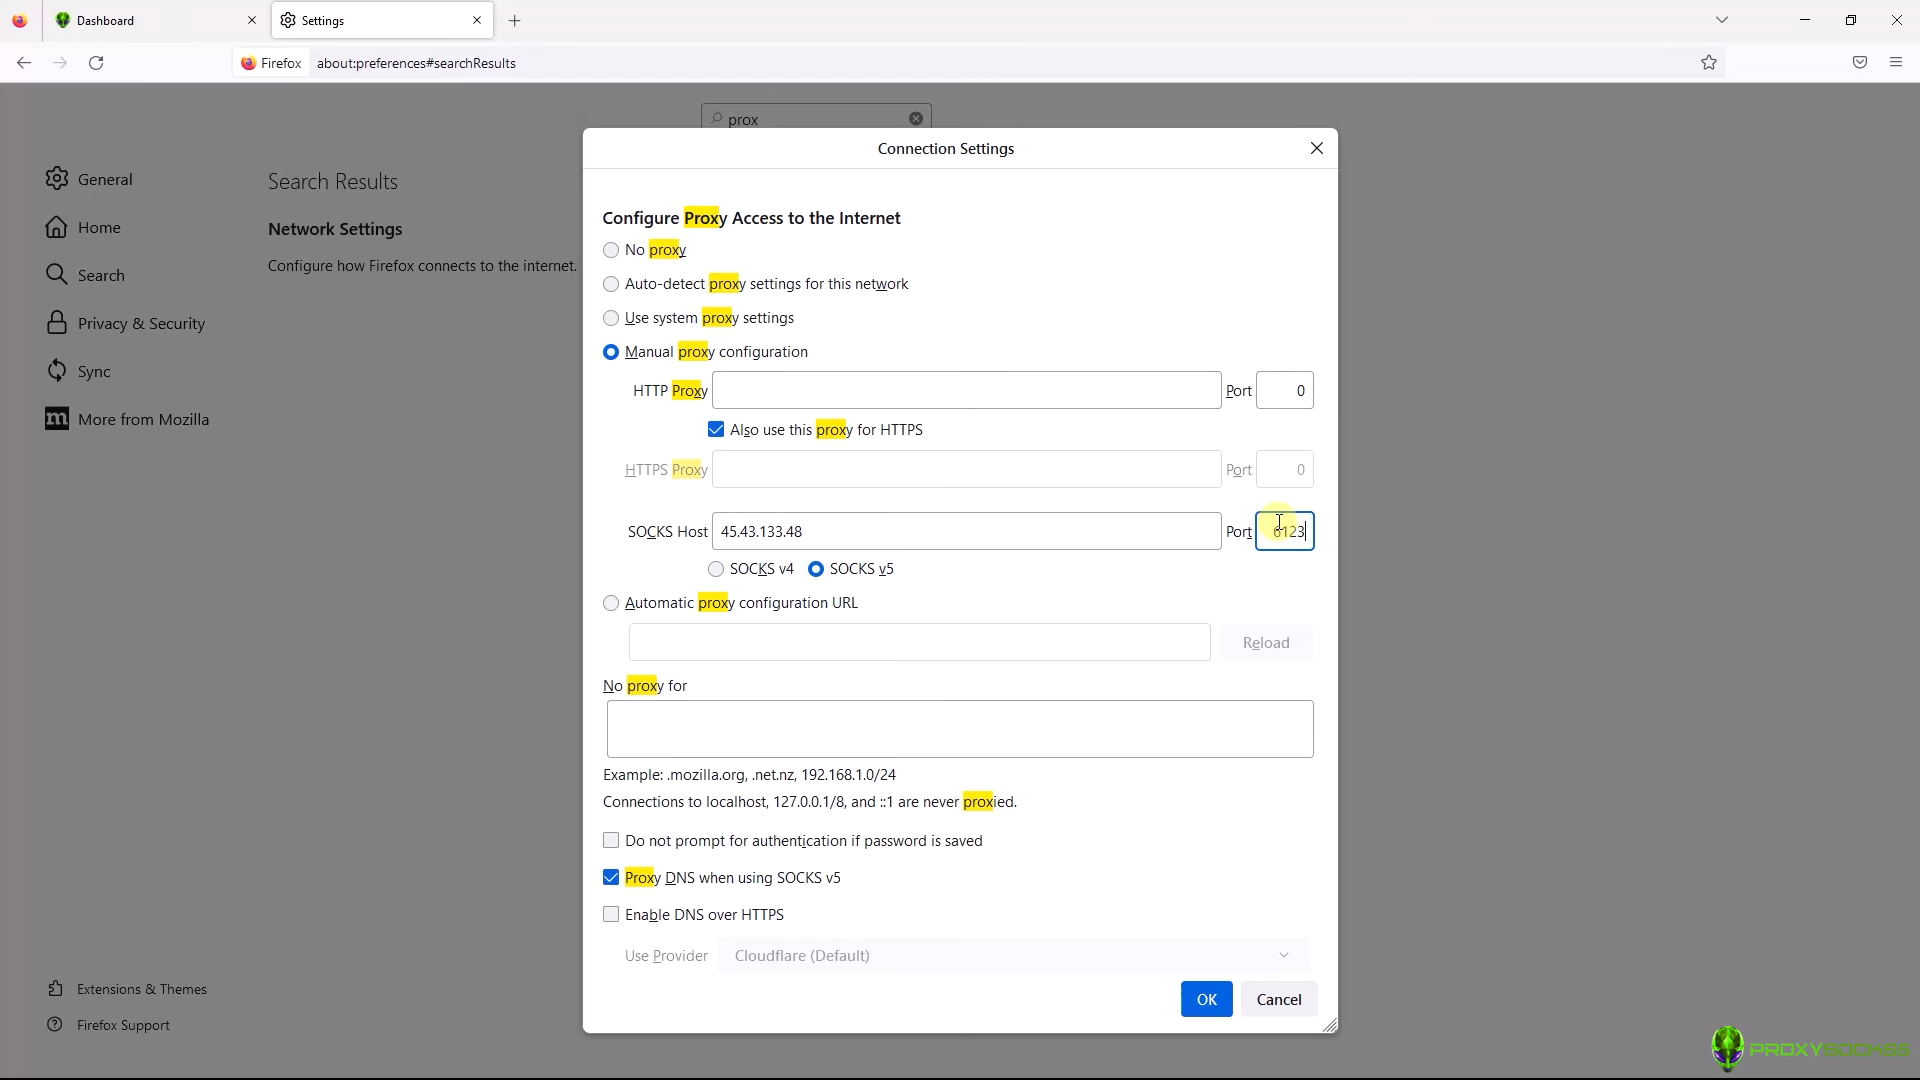 Dashboard
Settings
Firefox
about:preferences#searchResults
prox
Connection Settings
General
Home
Search
Privacy & Security
Sync
More from Mozilla
Extensions & Themes
Firefox Support
Search Results
Network Settings
Configure how Firefox connects to the internet.
Configure Proxy Access to the Internet
No proxy
Auto-detect proxy settings for this network
Use system proxy settings
Manual proxy configuration
HTTP Proxy Port 0
Also use this proxy for HTTPS
HTTPS Proxy Port 0
SOCKS Host 45.43.133.48 Port 6123
SOCKS v4 SOCKS v5
Automatic proxy configuration URL
Reload
No proxy for
Example: .mozilla.org, .net.nz, 192.168.1.0/24
Connections to localhost, 127.0.0.1/8, and ::1 are never proxied.
Do not prompt for authentication if password is saved
Proxy DNS when using SOCKS v5
Enable DNS over HTTPS
Use Provider Cloudflare (Default)
OK Cancel
PROXYSOCKS5